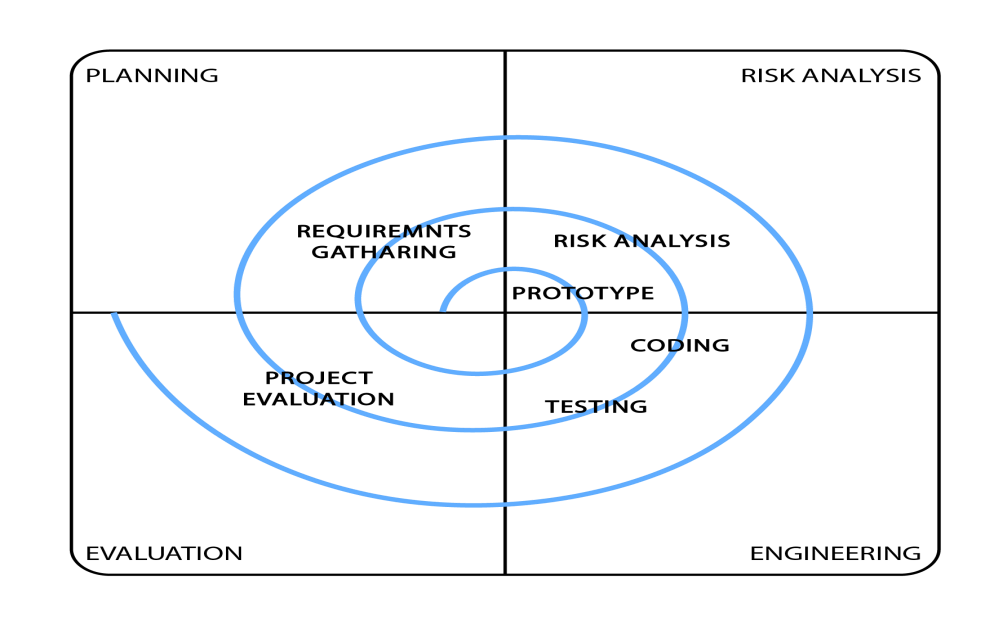 PLANNING
RISK ANALYSIS
REQUIREMNTS
GATHARING
RISK ANALYSIS
PROTOTYPE
CODING
PROJECT
EVALUATION
TESTING
EVALUATION
ENGINEERING